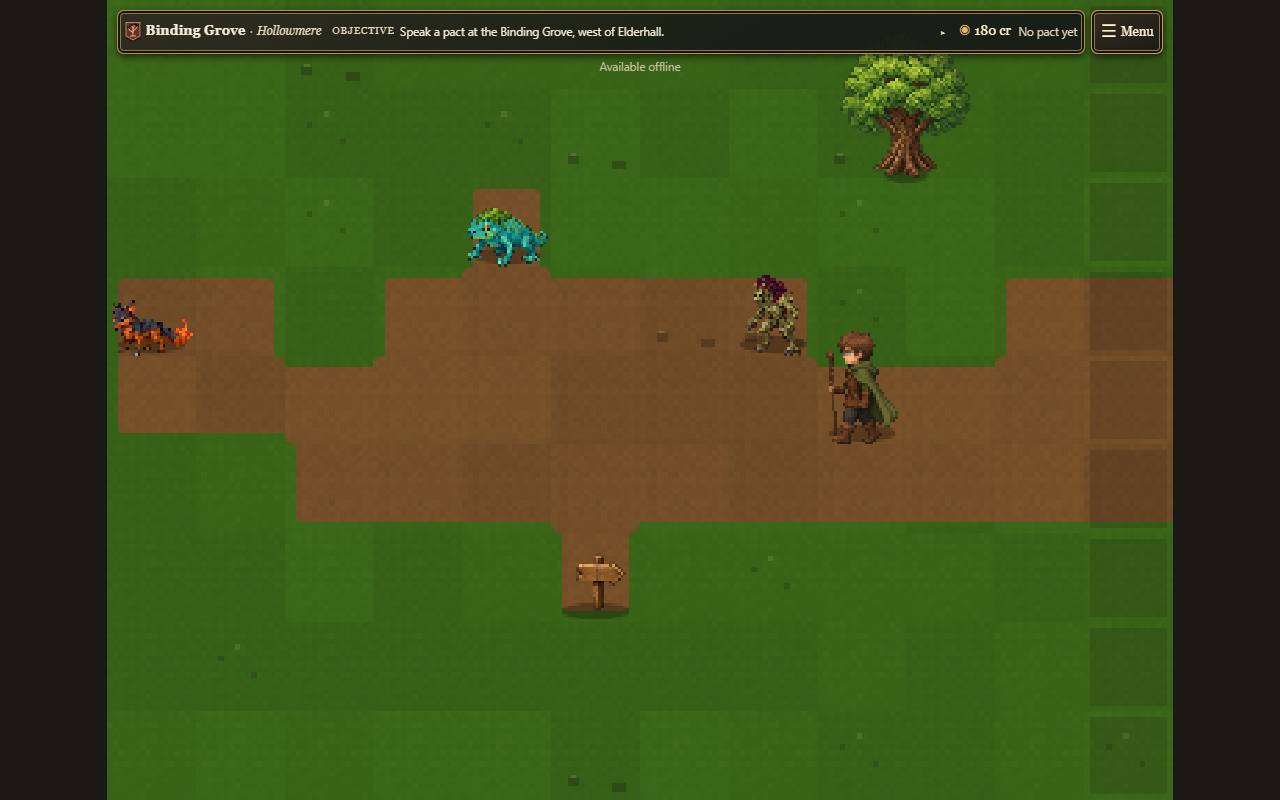 Binding Grove · Hollowmere OBJECTIVE Speak a pact at the Binding Grove, west of Elderhall. ▸ 180 cr No pact yet ☰ Menu
Available offline